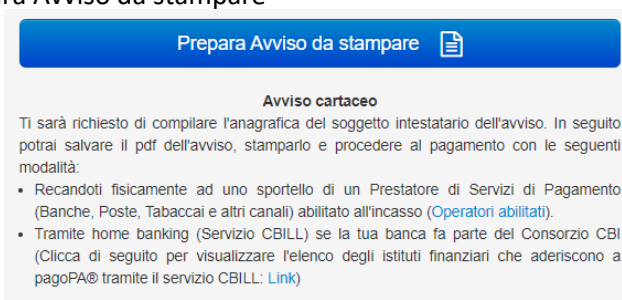 Avviso da stampare
Prepara Avviso da stampare
Avviso cartaceo
Ti sarà richiesto di compilare l'anagrafica del soggetto intestatario dell'avviso. In seguito
potrai salvare il pdf dell'avviso, stamparlo e procedere al pagamento con le seguenti
modalità:
• Recandoti fisicamente ad uno sportello di un Prestatore di Servizi di Pagamento
(Banche, Poste, Tabaccai e altri canali) abilitato all'incasso (Operatori abilitati).
• Tramite home banking (Servizio CBILL) se la tua banca fa parte del Consorzio CBI
(Clicca di seguito per visualizzare l'elenco degli istituti finanziari che aderiscono a
pagoPA® tramite il servizio CBILL: Link)